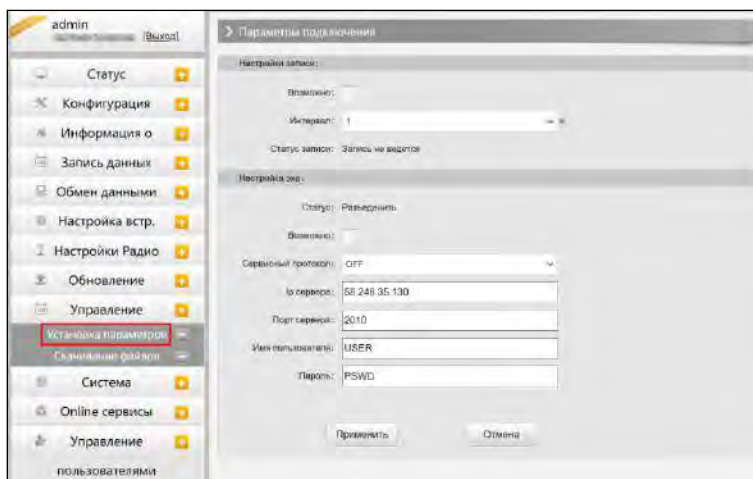 admin
[Выход]
Статус
Конфигурация
Информация о
Запись данных
Обмен данными
Настройка встр.
Настройки Радио
Обновление
Управление
Установка параметров
Скачивание файлов
Система
Online сервисы
Управление
пользователями
Параметры подключения
Настройки записи:
Возможно:
Интервал: 1
Статус записи: Запись не ведется
Настройка
Статус: Разъеденить
Возможно:
Сервисный протокол: OFF
Ip сервера: 58.248.35.130
Порт сервера: 2010
Имя пользователя: USER
Пароль: PSWD
Применить Отмена